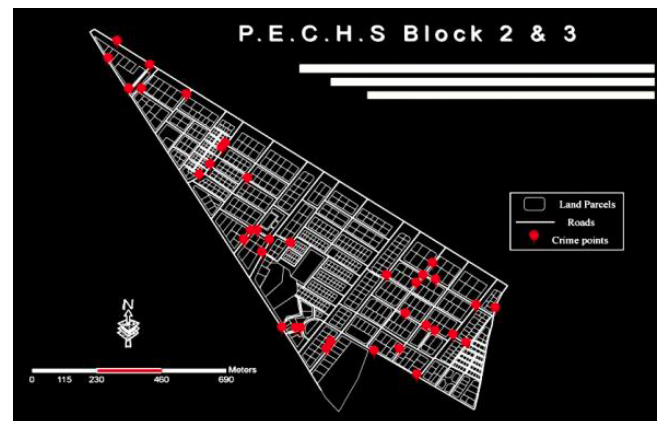 P.E.C.H.S Block 2 & 3
Land Parcels
Roads
Crime points
N
Meters
0 115 230 460 690